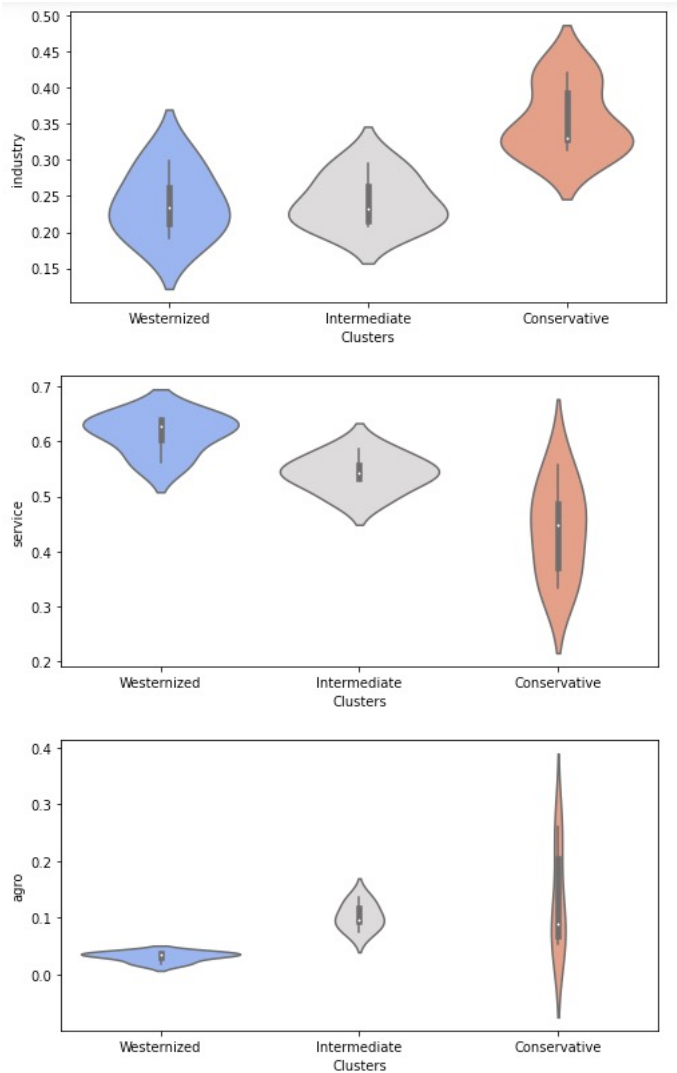 0.50
0.45
0.40
0.35
0.30
0.25
0.20
0.15
industry
Westernized Intermediate Conservative
Clusters
0.7
0.6
0.5
0.4
0.3
0.2
service
Westernized Intermediate Conservative
Clusters
0.4
0.3
0.2
0.1
0.0
agro
Westernized Intermediate Conservative
Clusters